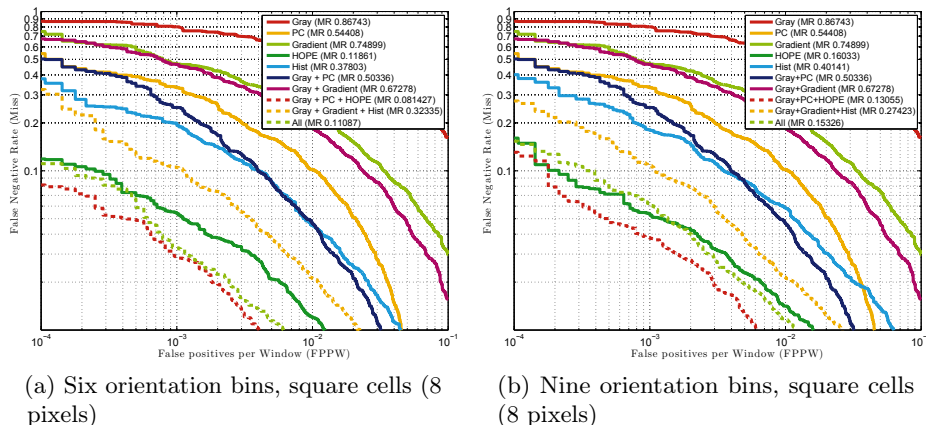 0.9
0.8
0.7
0.6
0.5
0.4
0.3
0.2
0.1
False Negative Rate (Miss)
Gray (MR 0.86743)
PC (MR 0.54408)
Gradient (MR 0.74899)
HOPE (MR 0.11861)
Hist (MR 0.37803)
Gray + PC (MR 0.50336)
Gray + Gradient (MR 0.67278)
Gray + PC + HOPE (MR 0.081427)
Gray + Gradient + Hist (MR 0.32335)
All (MR 0.11087)
10⁻⁴
10⁻³
10⁻²
10⁻¹
False positives per Window (FPPW)
(a) Six orientation bins, square cells (8
pixels)
0.9
0.8
0.7
0.6
0.5
0.4
0.3
0.2
0.1
False Negative Rate (Miss)
Gray (MR 0.86743)
PC (MR 0.54408)
Gradient (MR 0.74899)
HOPE (MR 0.16033)
Hist (MR 0.40141)
Gray+PC (MR 0.50336)
Gray+Gradient (MR 0.67278)
Gray+PC+HOPE (MR 0.13055)
Gray+Gradient+Hist (MR 0.27423)
All (MR 0.15326)
10⁻⁴
10⁻³
10⁻²
False positives per Window (FPPW)
(b) Nine orientation bins, square cells
(8 pixels)